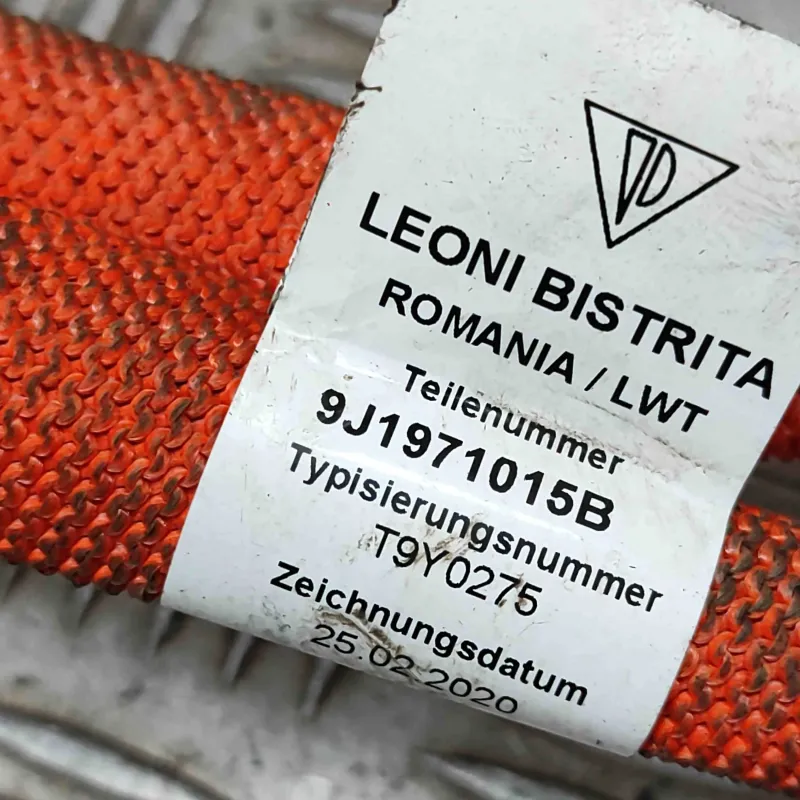 LEONI BISTRITA
ROMANIA / LWT
Teilenummer
9J1971015B
Typisierungsnummer
T9Y0275
Zeichnungsdatum
25.02.2020